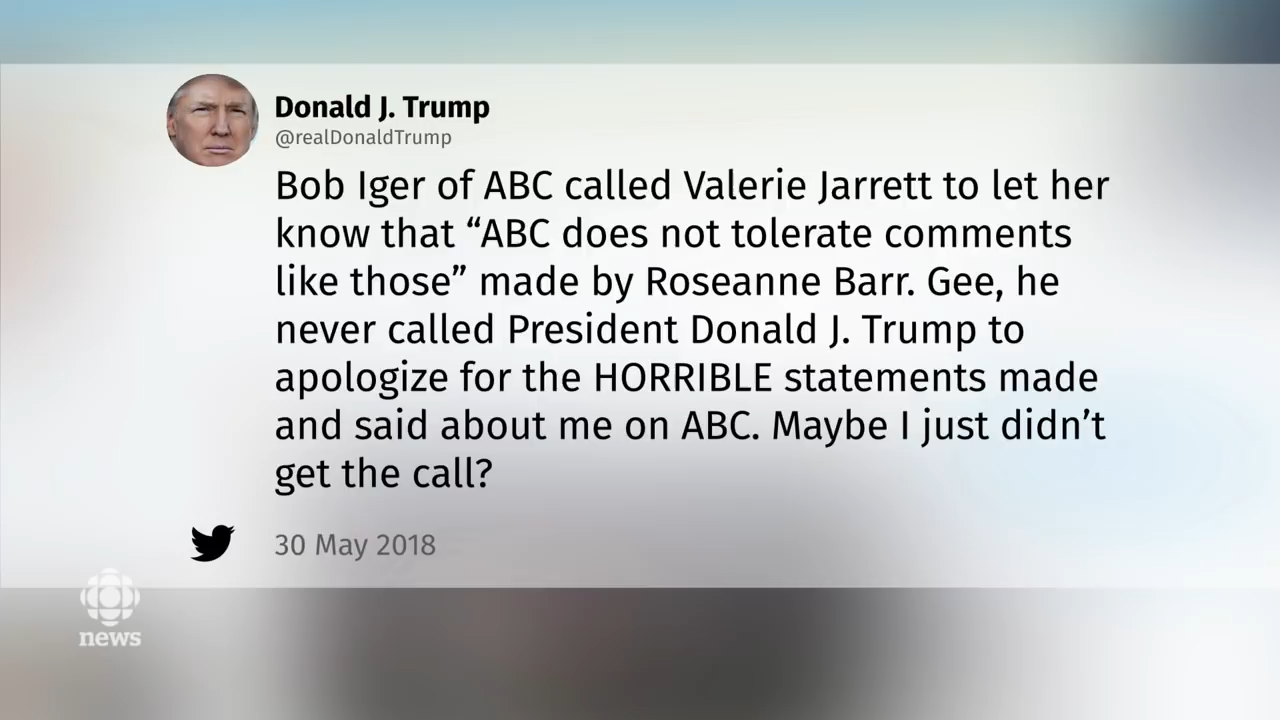 Donald J. Trump
@realDonaldTrump
Bob Iger of ABC called Valerie Jarrett to let her
know that “ABC does not tolerate comments
like those” made by Roseanne Barr. Gee, he
never called President Donald J. Trump to
apologize for the HORRIBLE statements made
and said about me on ABC. Maybe I just didn’t
get the call?
30 May 2018
news